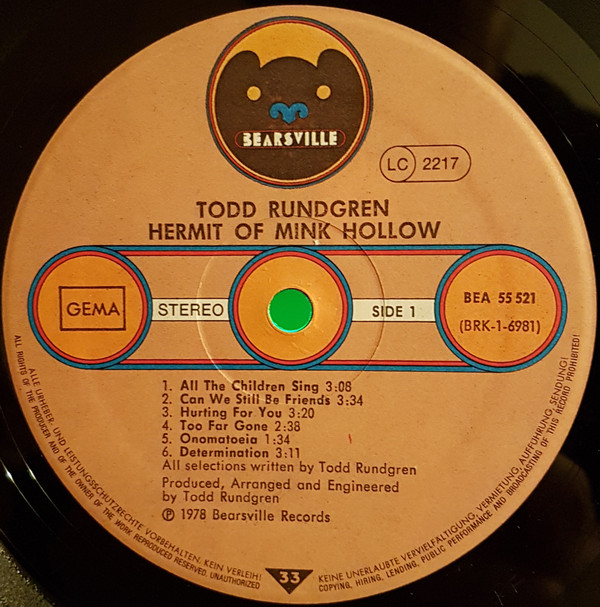 BEARSVILLE
LC 2217
TODD RUNDGREN
HERMIT OF MINK HOLLOW
GEMA
STEREO
SIDE 1
BEA 55 521
(BRK-1-6981)
1. All The Children Sing 3:08
2. Can We Still Be Friends 3:34
3. Hurting For You 3:20
4. Too Far Gone 2:38
5. Onomatoeia 1:34
6. Determination 3:11
All selections written by Todd Rundgren
Produced, Arranged and Engineered
by Todd Rundgren
℗ 1978 Bearsville Records
ALLE URHEBER- UND LEISTUNGSSCHUTZRECHTE VORBEHALTEN. KEIN VERLEIH!
ALL RIGHTS OF THE PRODUCER AND OF THE OWNER OF THE WORK REPRODUCED RESERVED. UNAUTHORIZED
33
KEINE UNERLAUBTE VERVIELFÄLTIGUNG, VERMIETUNG, AUFFÜHRUNG, SENDUNG!
COPYING, HIRING, LENDING, PUBLIC PERFORMANCE AND BROADCASTING OF THIS RECORD PROHIBITED!